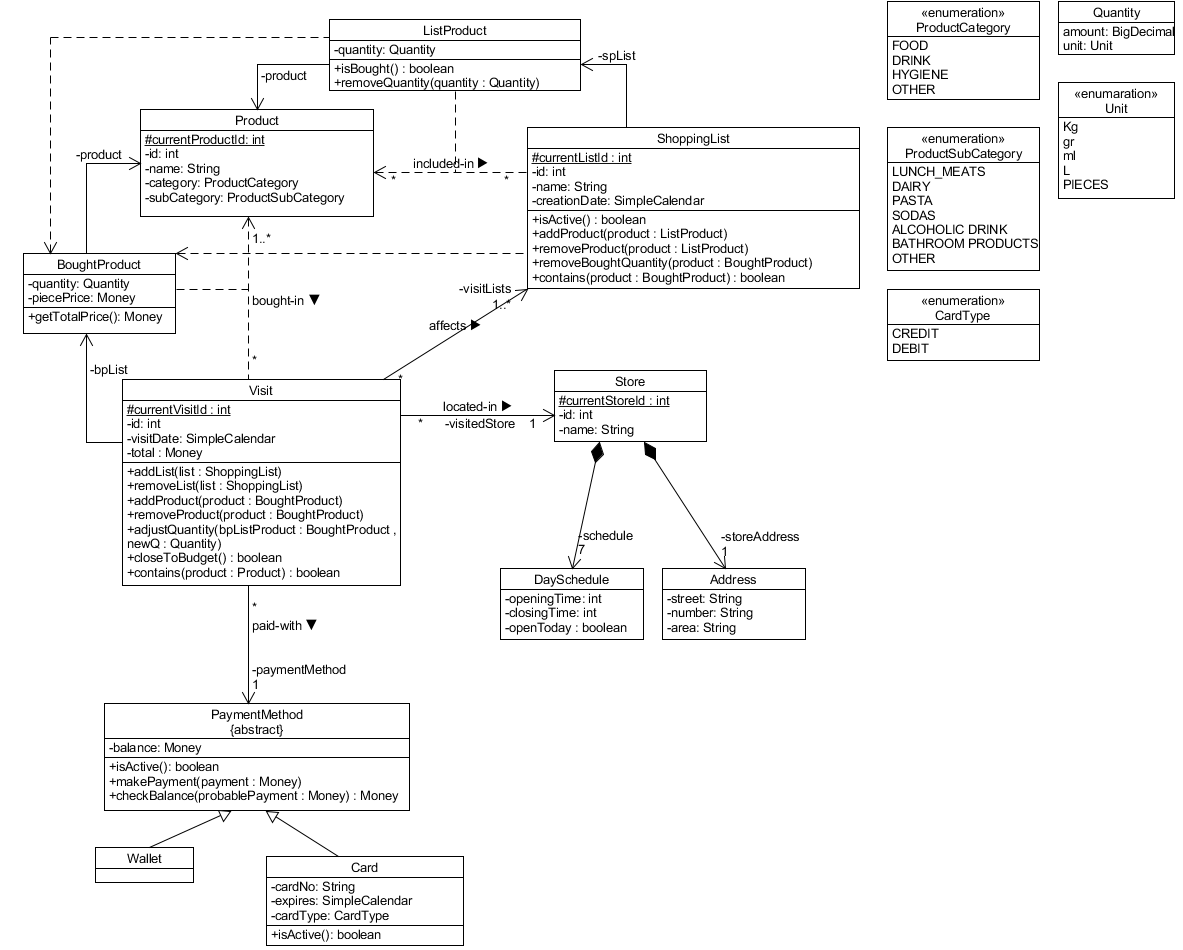 ListProduct
-quantity: Quantity
+isBought() : boolean
+removeQuantity(quantity : Quantity)
-product
-spList
Product
#currentProductId: int
-id: int
-name: String
-category: ProductCategory
-subCategory: ProductSubCategory
-product
included-in ▶
*
*
ShoppingList
#currentListId : int
-id: int
-name: String
-creationDate: SimpleCalendar
+isActive() : boolean
+addProduct(product : ListProduct)
+removeProduct(product : ListProduct)
+removeBoughtQuantity(product : BoughtProduct)
+contains(product : BoughtProduct) : boolean
BoughtProduct
-quantity: Quantity
-piecePrice: Money
+getTotalPrice(): Money
1..*
bought-in ▼
*
-visitLists
1..*
affects ▶
*
-bpList
Visit
#currentVisitId : int
-id: int
-visitDate: SimpleCalendar
-total : Money
+addList(list : ShoppingList)
+removeList(list : ShoppingList)
+addProduct(product : BoughtProduct)
+removeProduct(product : BoughtProduct)
+adjustQuantity(bpListProduct : BoughtProduct ,
newQ : Quantity)
+closeToBudget() : boolean
+contains(product : Product) : boolean
located-in ▶
*
-visitedStore
1
Store
#currentStoreId : int
-id: int
-name: String
-schedule
7
-storeAddress
1
DaySchedule
-openingTime: int
-closingTime: int
-openToday : boolean
Address
-street: String
-number: String
-area: String
*
paid-with ▼
-paymentMethod
1
PaymentMethod
{abstract}
-balance: Money
+isActive(): boolean
+makePayment(payment : Money)
+checkBalance(probablePayment : Money) : Money
Wallet
Card
-cardNo: String
-expires: SimpleCalendar
-cardType: CardType
+isActive(): boolean
«enumeration»
ProductCategory
FOOD
DRINK
HYGIENE
OTHER
«enumeration»
ProductSubCategory
LUNCH_MEATS
DAIRY
PASTA
SODAS
ALCOHOLIC DRINK
BATHROOM PRODUCTS
OTHER
«enumeration»
CardType
CREDIT
DEBIT
Quantity
amount: BigDecimal
unit: Unit
«enumaration»
Unit
Kg
gr
ml
L
PIECES